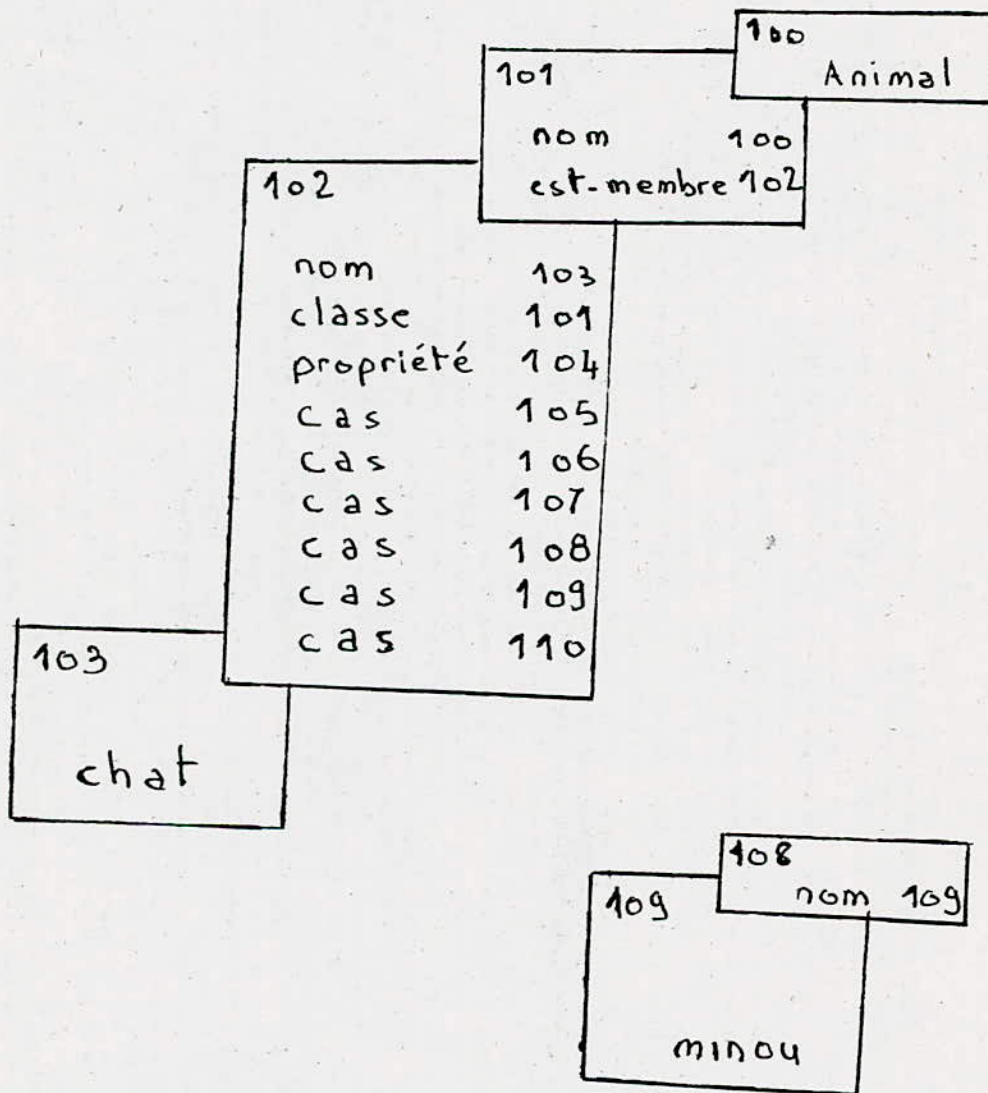 100
Animal
101
nom 100
est-membre 102
102
nom 103
classe 101
propriété 104
cas 105
cas 106
cas 107
cas 108
cas 109
cas 110
103
chat
108
nom 109
109
minou